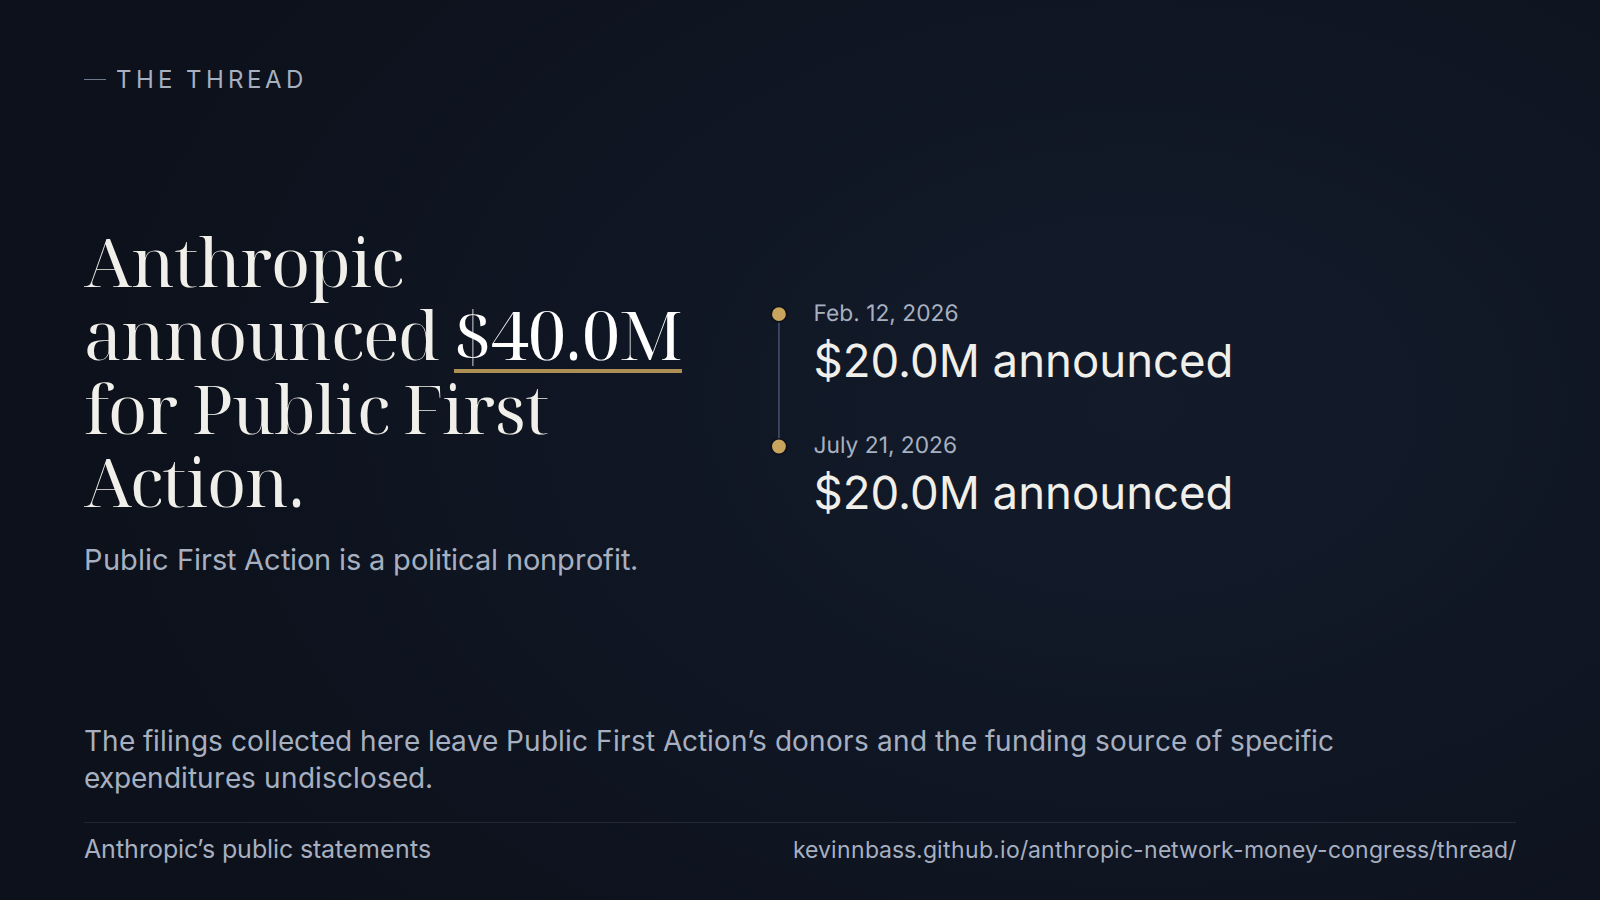 — THE THREAD
Anthropic
announced $40.0M
for Public First
Action.
Public First Action is a political nonprofit.
Feb. 12, 2026
$20.0M announced
July 21, 2026
$20.0M announced
The filings collected here leave Public First Action’s donors and the funding source of specific
expenditures undisclosed.
Anthropic’s public statements
kevinnbass.github.io/anthropic-network-money-congress/thread/